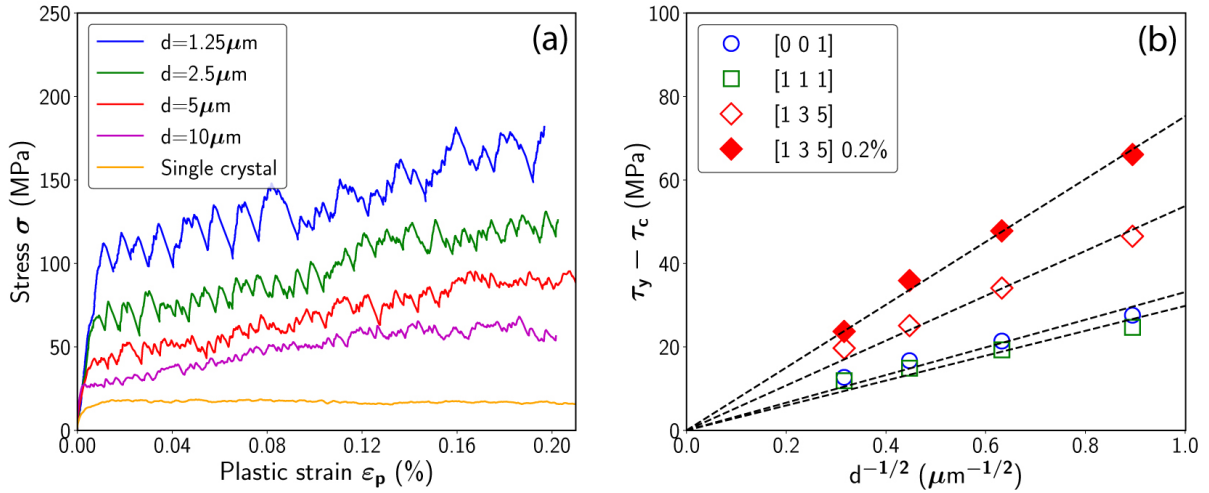 250
200
150
100
50
0
0.00
0.04
0.08
0.12
0.16
0.20
Stress σ (MPa)
Plastic strain εp (%)
d=1.25μm
d=2.5μm
d=5μm
d=10μm
Single crystal
(a)
100
80
60
40
20
0
0.0
0.2
0.4
0.6
0.8
1.0
τy − τc (MPa)
d−1/2 (μm−1/2)
[0 0 1]
[1 1 1]
[1 3 5]
[1 3 5] 0.2%
(b)